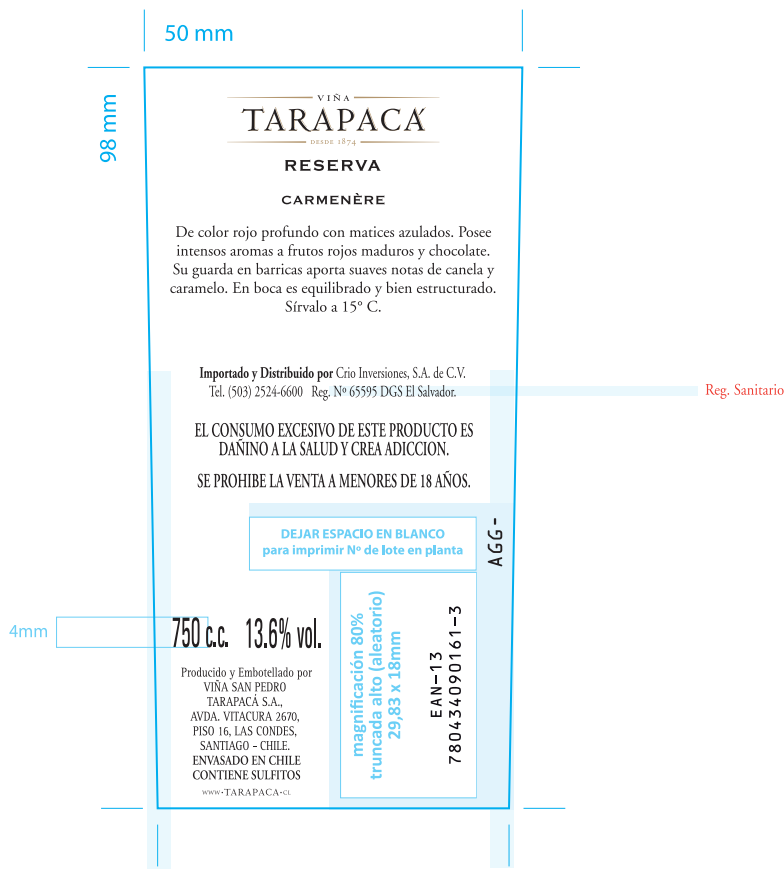 50 mm
98 mm
VIÑA
TARAPACÁ
DESDE 1874
RESERVA
CARMENÈRE
De color rojo profundo con matices azulados. Posee
intensos aromas a frutos rojos maduros y chocolate.
Su guarda en barricas aporta suaves notas de canela y
caramelo. En boca es equilibrado y bien estructurado.
Sírvalo a 15° C.
Importado y Distribuido por Crio Inversiones, S.A. de C.V.
Tel. (503) 2524-6600 Reg. Nº 65595 DGS El Salvador.
Reg. Sanitario
EL CONSUMO EXCESIVO DE ESTE PRODUCTO ES
DAÑINO A LA SALUD Y CREA ADICCION.
SE PROHIBE LA VENTA A MENORES DE 18 AÑOS.
DEJAR ESPACIO EN BLANCO
para imprimir Nº de lote en planta
AGG-
4mm
750 c.c. 13.6% vol.
Producido y Embotellado por
VIÑA SAN PEDRO
TARAPACÁ S.A.,
AVDA. VITACURA 2670,
PISO 16, LAS CONDES,
SANTIAGO - CHILE.
ENVASADO EN CHILE
CONTIENE SULFITOS
WWW·TARAPACA·CL
magnificación 80%
truncada alto (aleatorio)
29,83 x 18mm
EAN-13
780434090161-3